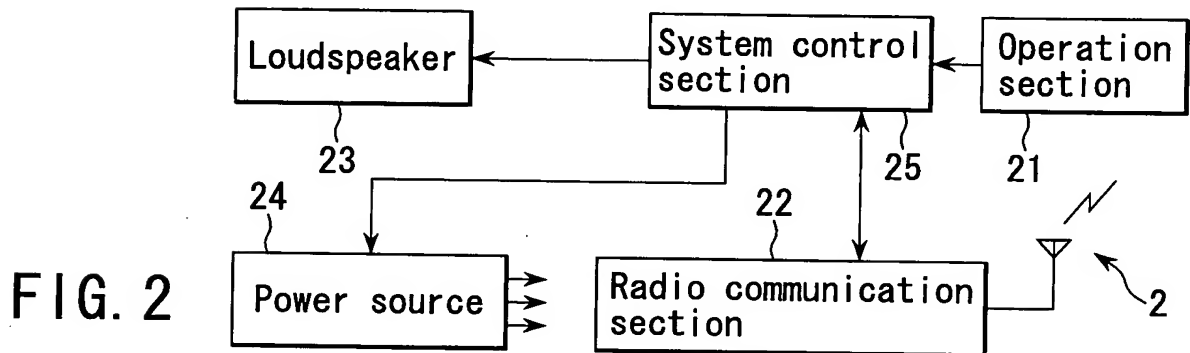 Loudspeaker
System control
section
Operation
section
23
25
21
24
22
Power source
Radio communication
section
2
FIG. 2